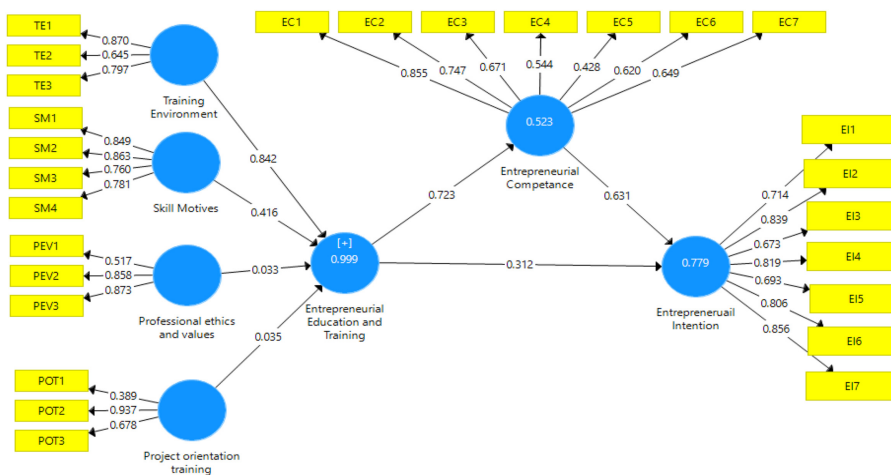 EC1
EC2
EC3
EC4
EC5
EC6
EC7
0.855
0.747
0.671
0.544
0.428
0.620
0.649
0.523
Entrepreneurial
Competance
TE1
TE2
TE3
0.870
0.645
0.797
Training
Environment
SM1
SM2
SM3
SM4
0.849
0.863
0.760
0.781
Skill Motives
PEV1
PEV2
PEV3
0.517
0.858
0.873
Professional ethics
and values
POT1
POT2
POT3
0.389
0.937
0.678
Project orientation
training
0.842
0.416
0.033
0.035
[+]
0.999
Entrepreneurial
Education and
Training
0.723
0.631
0.312
0.779
Entrepreneruail
Intention
0.714
0.839
0.673
0.819
0.693
0.806
0.856
EI1
EI2
EI3
EI4
EI5
EI6
EI7